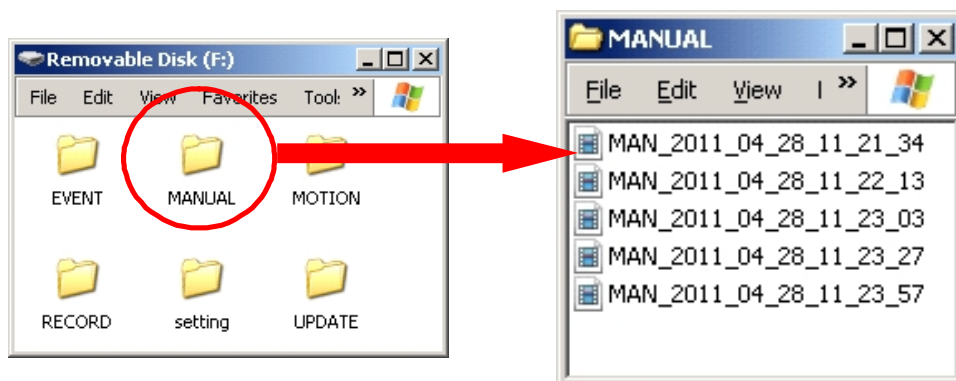 Removable Disk (F:)
File Edit View Favorites Tool: »
EVENT MANUAL MOTION
RECORD setting UPDATE
MANUAL
File Edit View »
MAN_2011_04_28_11_21_34
MAN_2011_04_28_11_22_13
MAN_2011_04_28_11_23_03
MAN_2011_04_28_11_23_27
MAN_2011_04_28_11_23_57